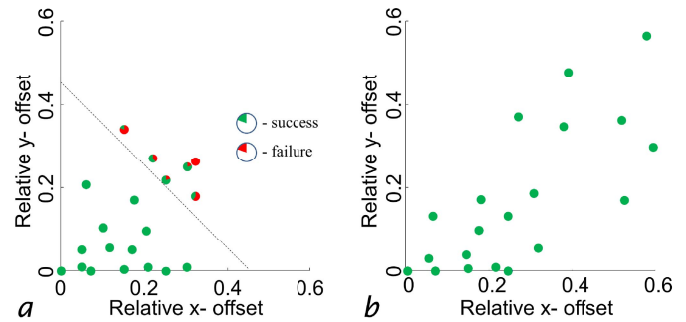 0.6
0.4
0.2
0
Relative y- offset
- success
- failure
0 0.2 0.4 0.6
Relative x- offset
a
0.6
0.4
0.2
0
Relative y- offset
0 0.2 0.4 0.6
Relative x- offset
b